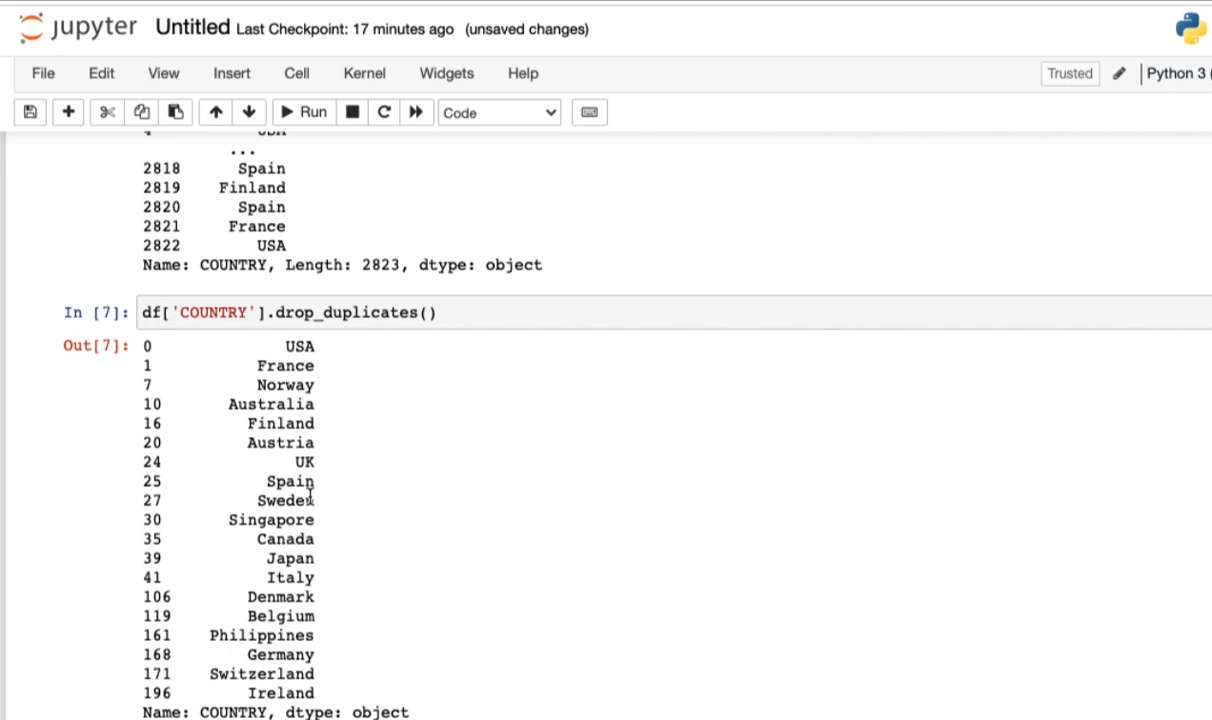 jupyter Untitled Last Checkpoint: 17 minutes ago (unsaved changes)
File Edit View Insert Cell Kernel Widgets Help Trusted Python 3 (
Run Code
...
2818 Spain
2819 Finland
2820 Spain
2821 France
2822 USA
Name: COUNTRY, Length: 2823, dtype: object
In [7]: df['COUNTRY'].drop_duplicates()
Out[7]: 0 USA
1 France
7 Norway
10 Australia
16 Finland
20 Austria
24 UK
25 Spain
27 Sweden
30 Singapore
35 Canada
39 Japan
41 Italy
106 Denmark
119 Belgium
161 Philippines
168 Germany
171 Switzerland
196 Ireland
Name: COUNTRY, dtype: object